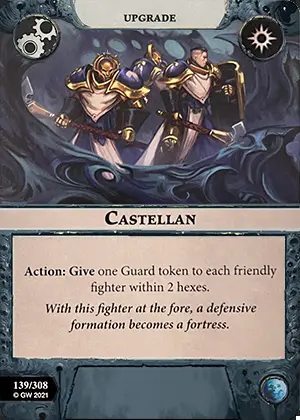 UPGRADE
CASTELLAN
Action: Give one Guard token to each friendly
fighter within 2 hexes.
With this fighter at the fore, a defensive
formation becomes a fortress.
139/308
© GW 2021